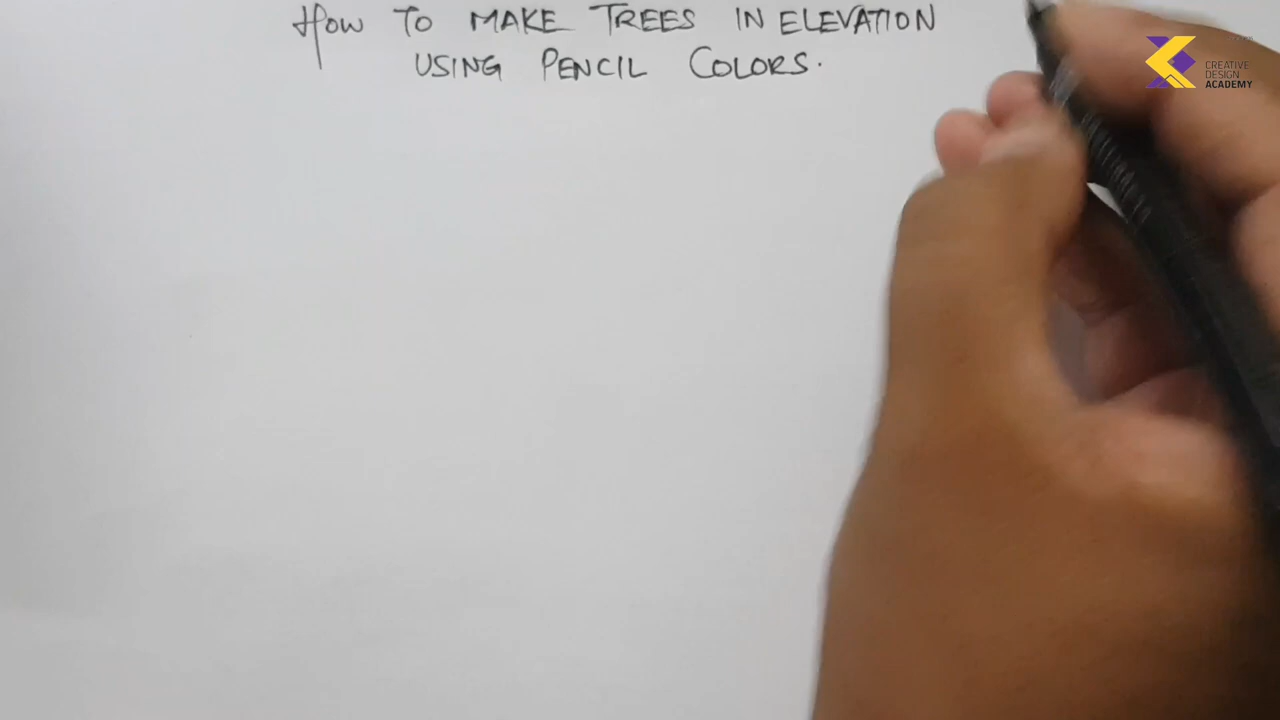 How TO MAKE TREES IN ELEVATION
USING PENCIL COLORS.
CREATIVE
DESIGN
ACADEMY